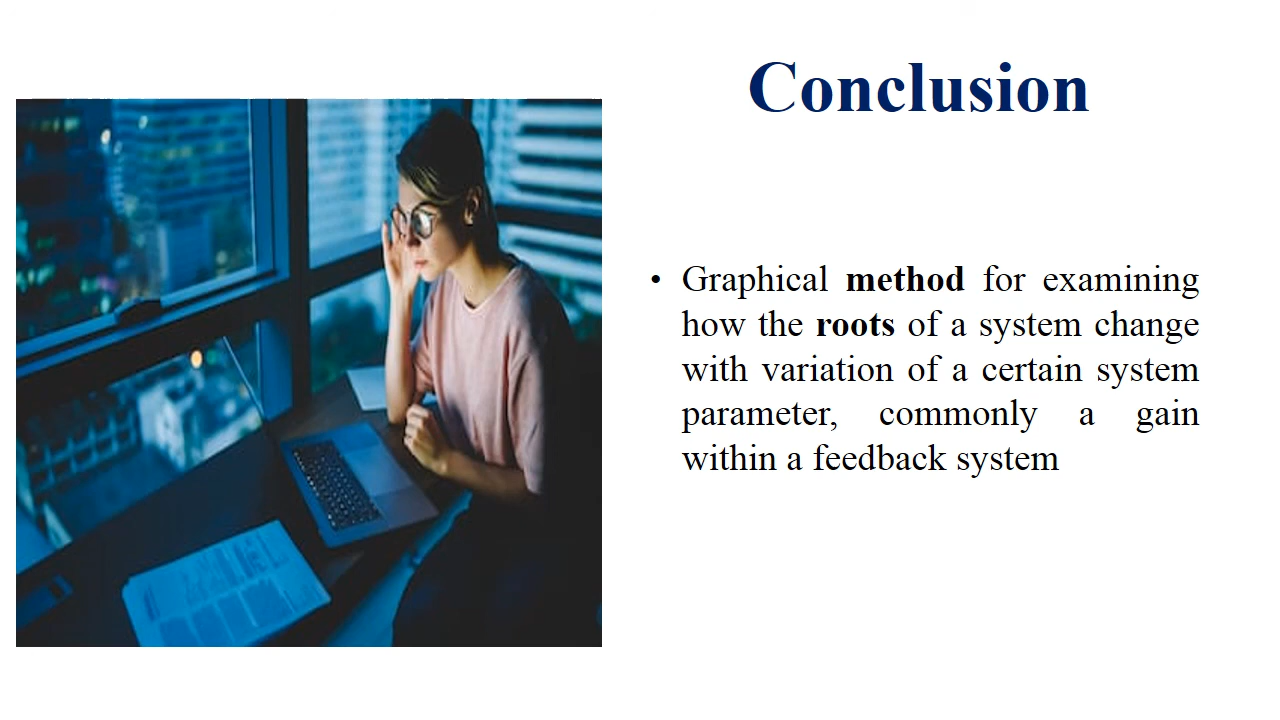 Conclusion
• Graphical method for examining
how the roots of a system change
with variation of a certain system
parameter, commonly a gain
within a feedback system